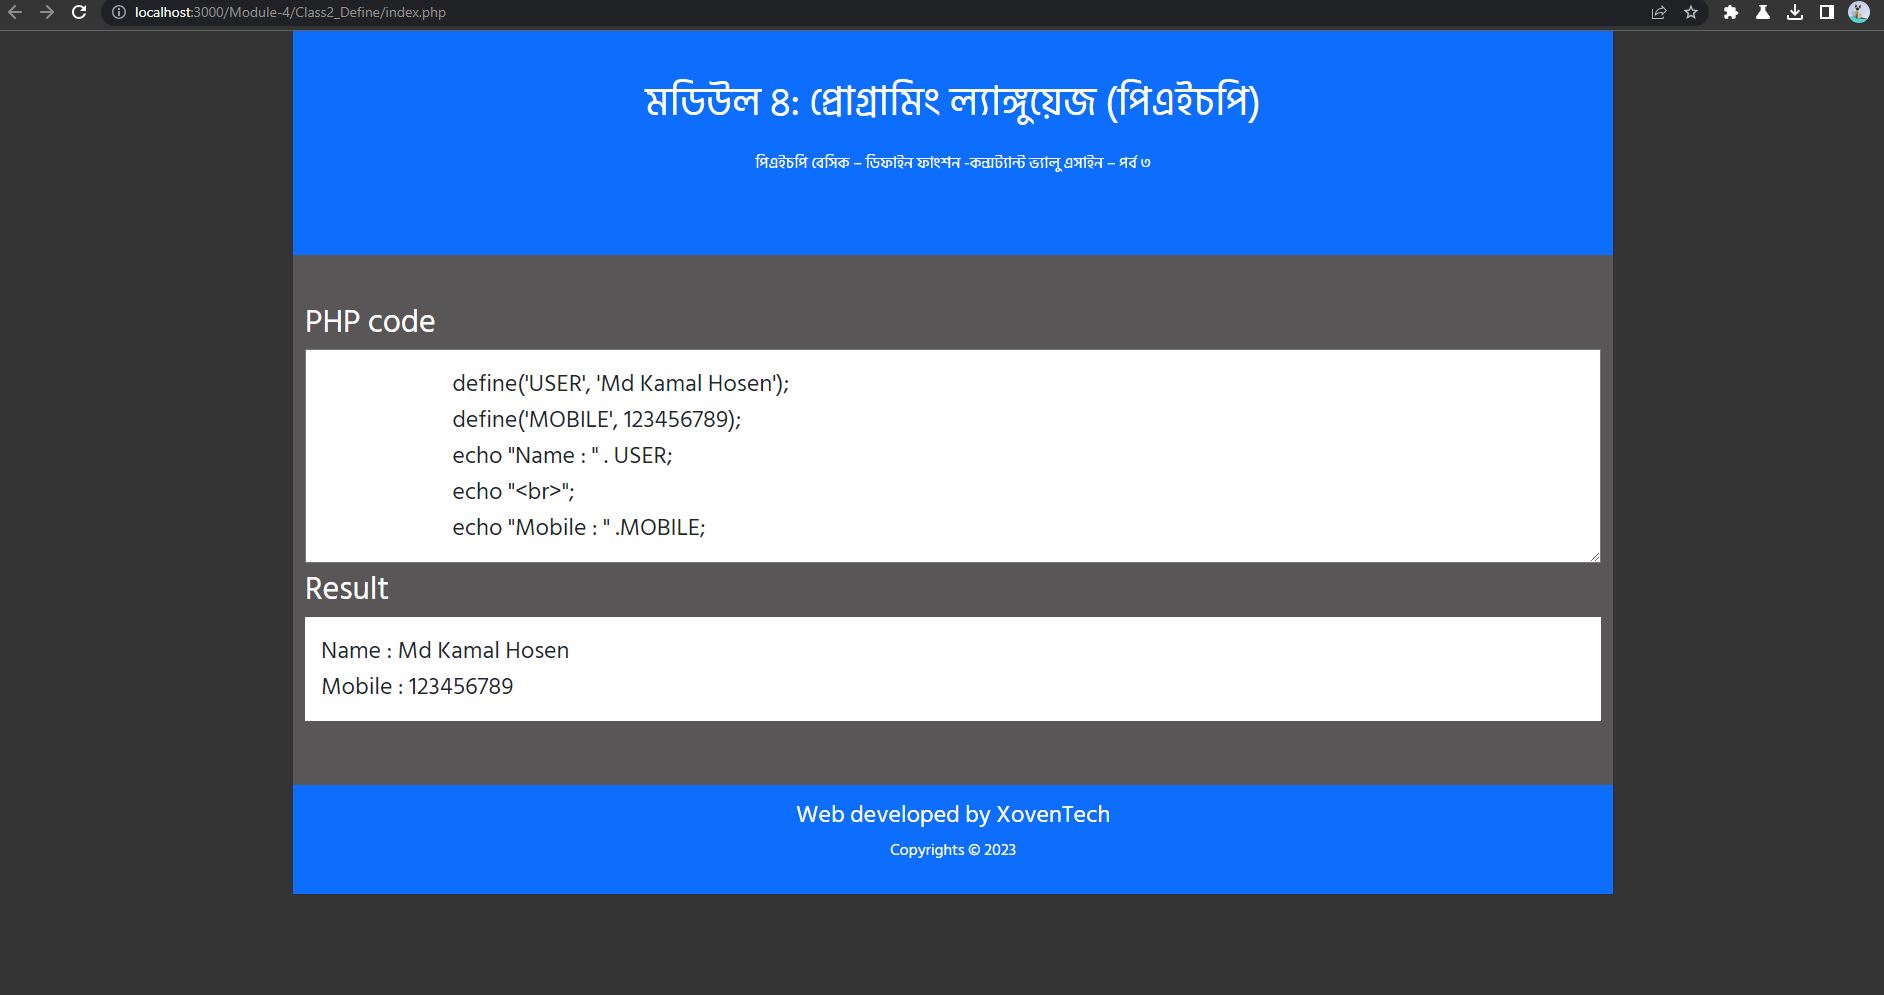 localhost:3000/Module-4/Class2_Define/index.php
মডিউল ৪: প্রোগ্রামিং ল্যাঙ্গুয়েজ (পিএইচপি)
পিএইচপি বেসিক – ডিফাইন ফাংশন -কন্সট্যান্ট ভ্যালু এসাইন – পর্ব ৩
PHP code
define('USER', 'Md Kamal Hosen');
define('MOBILE', 123456789);
echo "Name : " . USER;
echo "<br>";
echo "Mobile : " .MOBILE;
Result
Name : Md Kamal Hosen
Mobile : 123456789
Web developed by XovenTech
Copyrights © 2023